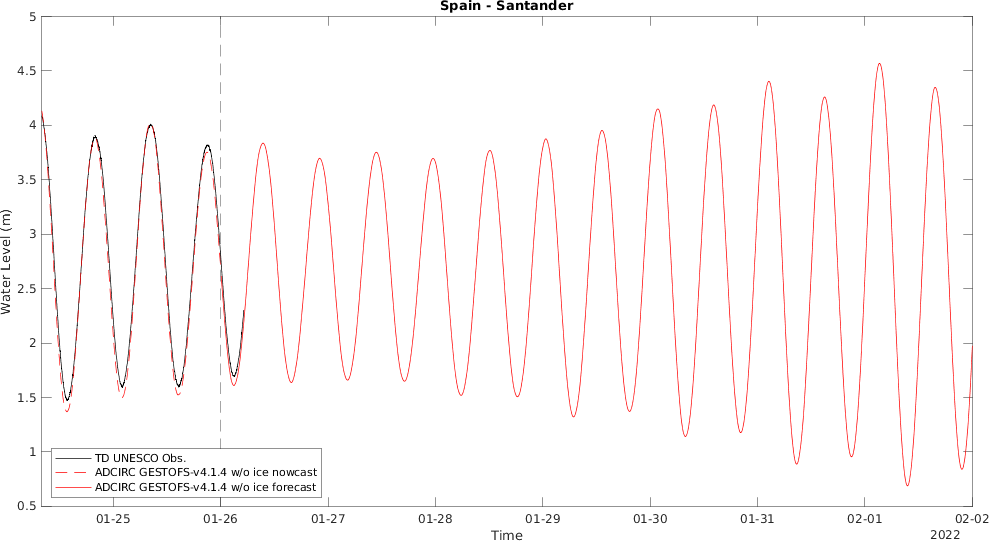 Spain - Santander
5
4.5
4
3.5
3
2.5
2
1.5
1
0.5
Water Level (m)
TD UNESCO Obs.
ADCIRC GESTOFS-v4.1.4 w/o ice nowcast
ADCIRC GESTOFS-v4.1.4 w/o ice forecast
01-25 01-26 01-27 01-28 01-29 01-30 01-31 02-01 02-02
Time
2022